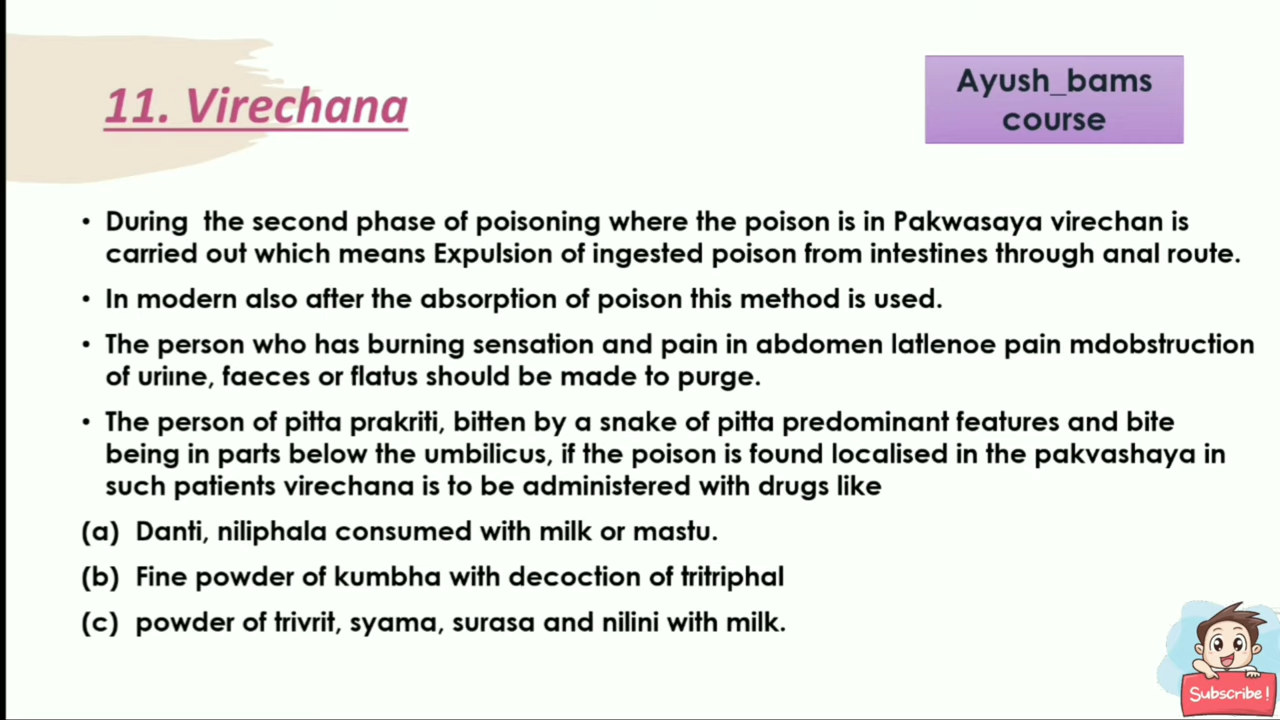 11. Virechana
Ayush_bams
course
• During the second phase of poisoning where the poison is in Pakwasaya virechan is
carried out which means Expulsion of ingested poison from intestines through anal route.
• In modern also after the absorption of poison this method is used.
• The person who has burning sensation and pain in abdomen latlenoe pain mdobstruction
of uriıne, faeces or flatus should be made to purge.
• The person of pitta prakriti, bitten by a snake of pitta predominant features and bite
being in parts below the umbilicus, if the poison is found localised in the pakvashaya in
such patients virechana is to be administered with drugs like
(a) Danti, niliphala consumed with milk or mastu.
(b) Fine powder of kumbha with decoction of tritriphal
(c) powder of trivrit, syama, surasa and nilini with milk.
Subscribe!